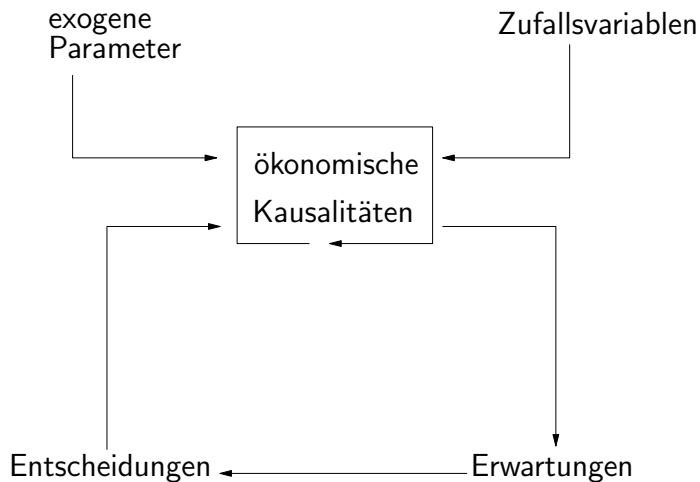 exogene
Parameter
Zufallsvariablen
ökonomische
Kausalitäten
Entscheidungen
Erwartungen